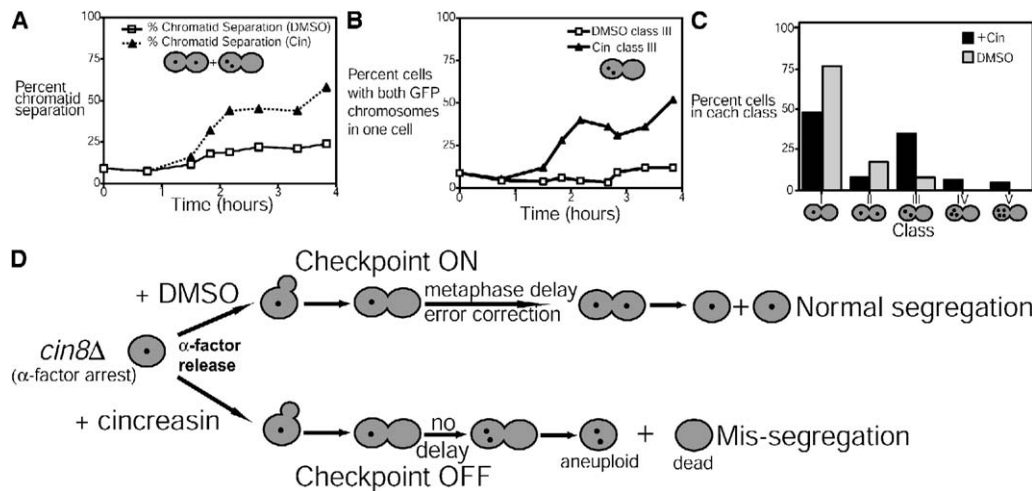 A
100
75
50
25
0
Percent
chromatid
separation
% Chromatid Separation (DMSO)
% Chromatid Separation (Cin)
+
0 1 2 3 4
Time (hours)
B
100
75
50
25
0
Percent cells
with both GFP
chromosomes
in one cell
DMSO class III
Cin class III
0 1 2 3 4
Time (hours)
C
100
75
50
25
0
Percent cells
in each class
+Cin
DMSO
I II III IV V
Class
D
Checkpoint ON
+ DMSO
metaphase delay
error correction
+
Normal segregation
cin8Δ
(α-factor arrest)
α-factor
release
+ cincreasin
no
delay
aneuploid
+
dead
Mis-segregation
Checkpoint OFF